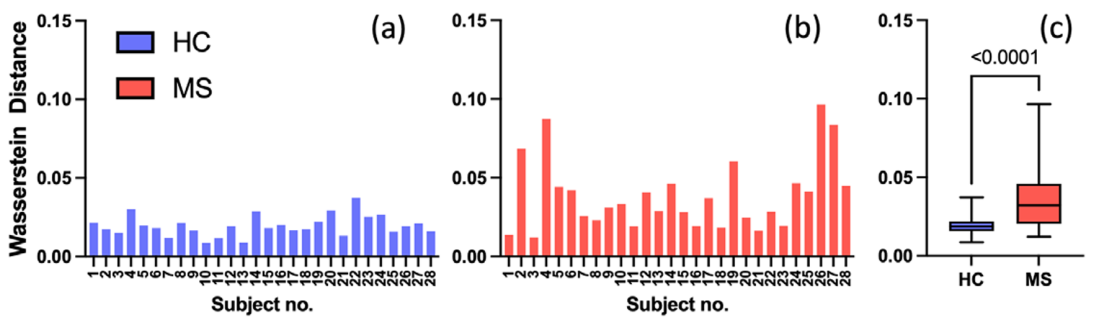 Wasserstein Distance
0.15
0.10
0.05
0.00
HC
MS
(a)
1 2 3 4 5 6 7 8 9 10 11 12 13 14 15 16 17 18 19 20 21 22 23 24 25 26 27 28
Subject no.
0.15
0.10
0.05
0.00
(b)
1 2 3 4 5 6 7 8 9 10 11 12 13 14 15 16 17 18 19 20 21 22 23 24 25 26 27 28
Subject no.
0.15
0.10
0.05
0.00
(c)
<0.0001
HC MS